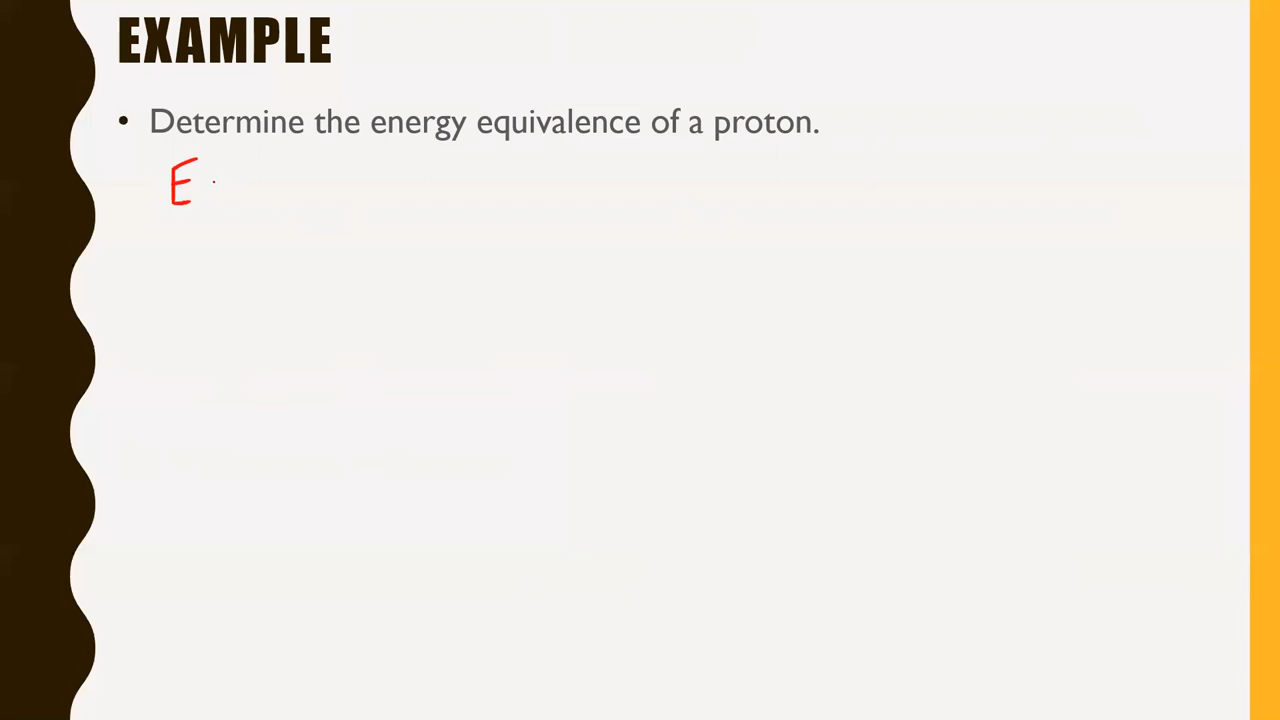 EXAMPLE
• Determine the energy equivalence of a proton.
E